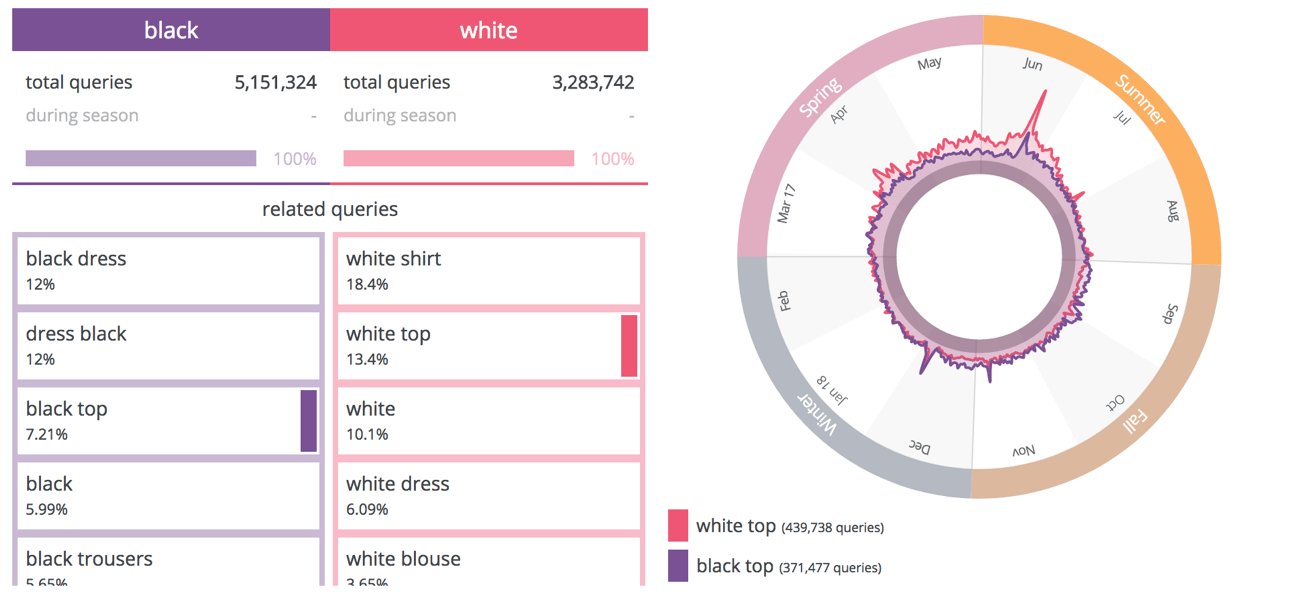 black
white
total queries 5,151,324
total queries 3,283,742
during season -
during season -
100%
100%
related queries
black dress
12%
white shirt
18.4%
dress black
12%
white top
13.4%
black top
7.21%
white
10.1%
black
5.99%
white dress
6.09%
black trousers
5.65%
white blouse
3.65%
Spring
Summer
Fall
Winter
Mar 17
Apr
May
Jun
Jul
Aug
Sep
Oct
Nov
Dec
Jan 18
Feb
white top (439,738 queries)
black top (371,477 queries)